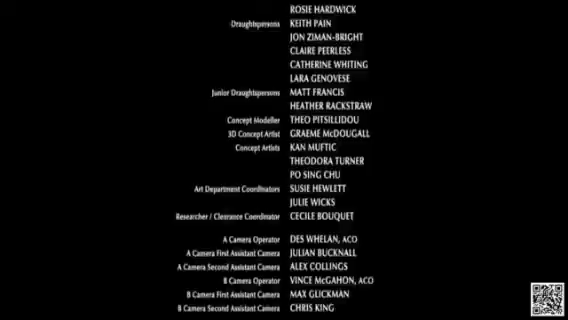 ROSIE HARDWICK
Draughtspersons KEITH PAIN
JON ZIMAN-BRIGHT
CLAIRE PEERLESS
CATHERINE WHITING
LARA GENOVESE
Junior Draughtspersons MATT FRANCIS
HEATHER RACKSTRAW
Concept Modeller THEO PITSILLIDOU
3D Concept Artist GRAEME McDOUGALL
Concept Artists KAN MUFTIC
THEODORA TURNER
PO SING CHU
Art Department Coordinators SUSIE HEWLETT
JULIE WICKS
Researcher / Clearance Coordinator CECILE BOUQUET
A Camera Operator DES WHELAN, ACO
A Camera First Assistant Camera JULIAN BUCKNALL
A Camera Second Assistant Camera ALEX COLLINGS
B Camera Operator VINCE McGAHON, ACO
B Camera First Assistant Camera MAX GLICKMAN
B Camera Second Assistant Camera CHRIS KING